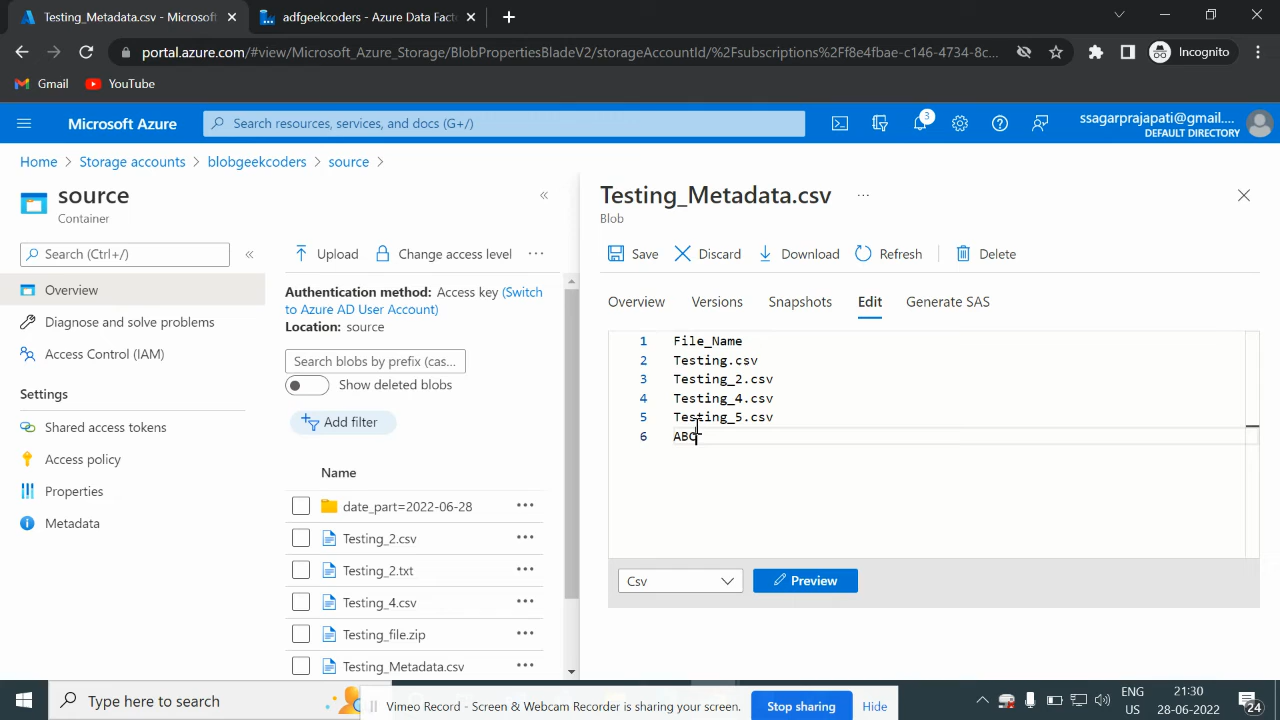 Testing_Metadata.csv - Microsoft
adfgeekcoders - Azure Data Fact
portal.azure.com/#view/Microsoft_Azure_Storage/BlobPropertiesBladeV2/storageAccountId/%2Fsubscriptions%2Ff8e4fbae-c146-4734-8c...
Incognito
Gmail
YouTube
Microsoft Azure
Search resources, services, and docs (G+/)
3
ssagarprajapati@gmail....
DEFAULT DIRECTORY
Home > Storage accounts > blobgeekcoders > source >
source
Container
Search (Ctrl+/)
Overview
Diagnose and solve problems
Access Control (IAM)
Settings
Shared access tokens
Access policy
Properties
Metadata
Upload
Change access level
Authentication method: Access key (Switch
to Azure AD User Account)
Location: source
Search blobs by prefix (cas...
Show deleted blobs
Add filter
Name
date_part=2022-06-28
Testing_2.csv
Testing_2.txt
Testing_4.csv
Testing_file.zip
Testing_Metadata.csv
Testing_Metadata.csv
Blob
Save
Discard
Download
Refresh
Delete
Overview
Versions
Snapshots
Edit
Generate SAS
1 File_Name
2 Testing.csv
3 Testing_2.csv
4 Testing_4.csv
5 Testing_5.csv
6 ABC
Csv
Preview
Type here to search
Vimeo Record - Screen & Webcam Recorder is sharing your screen.
Stop sharing
Hide
ENG
US
21:30
28-06-2022
24